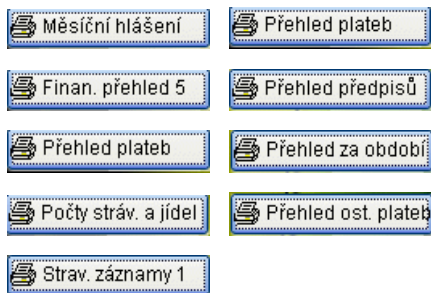 Měsíční hlášení
Přehled plateb
Finan. přehled 5
Přehled předpisů
Přehled plateb
Přehled za období
Počty stráv. a jídel
Přehled ost. plateb
Strav. záznamy 1